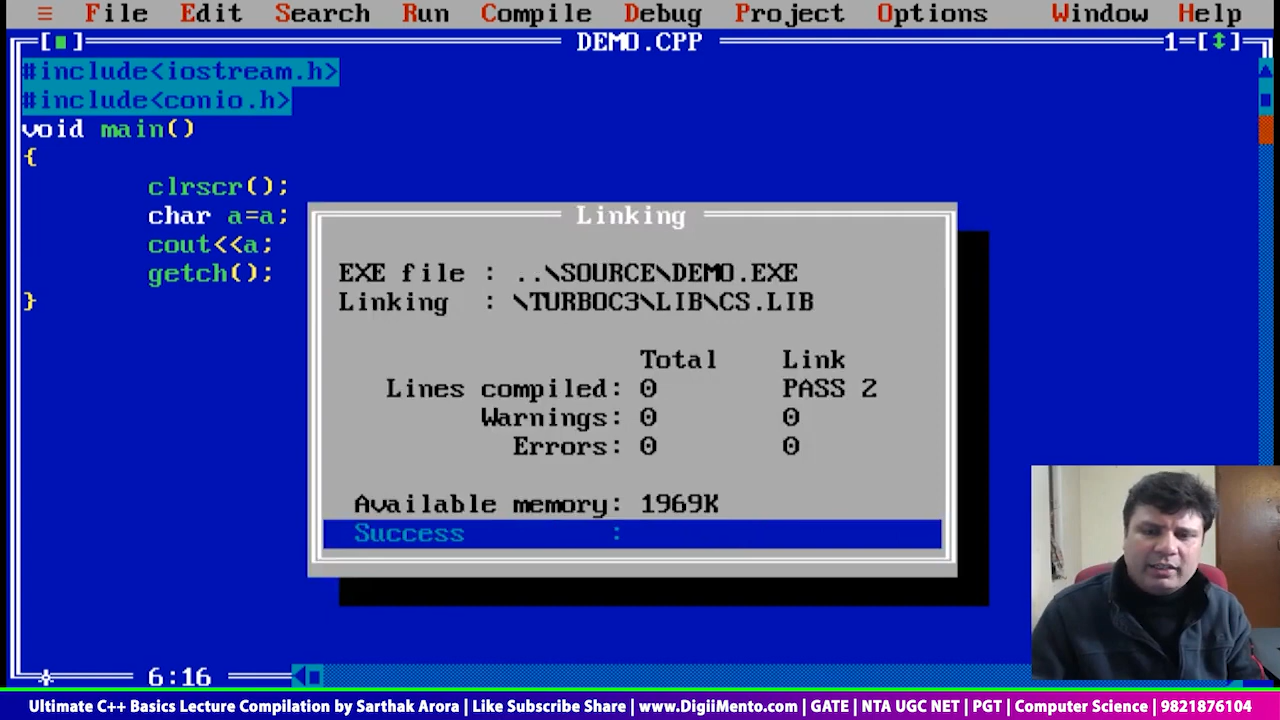 ≡ File Edit Search Run Compile Debug Project Options Window Help
[■] DEMO.CPP 1=[↕]
#include<iostream.h>
#include<conio.h>
void main()
{
clrscr();
char a=a;
cout<<a;
getch();
}
Linking
EXE file : ..\SOURCE\DEMO.EXE
Linking : \TURBOC3\LIB\CS.LIB
Total Link
Lines compiled: 0 PASS 2
Warnings: 0 0
Errors: 0 0
Available memory: 1969K
Success :
6:16
Ultimate C++ Basics Lecture Compilation by Sarthak Arora | Like Subscribe Share | www.DigiiMento.com | GATE | NTA UGC NET | PGT | Computer Science | 9821876104